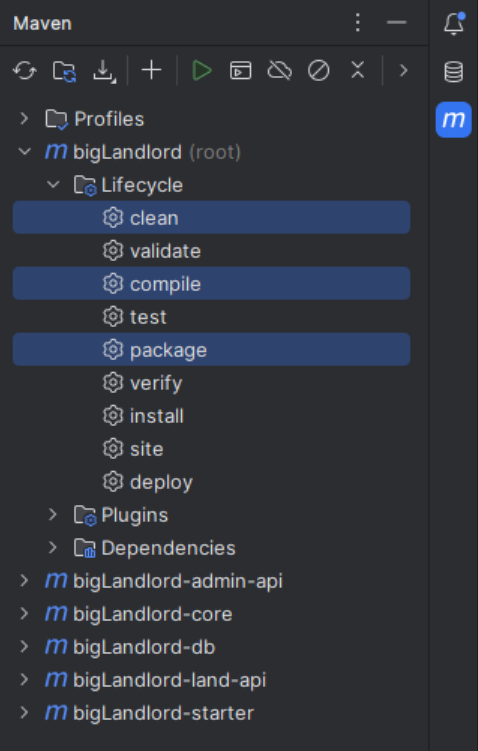 Maven
Profiles
m bigLandlord (root)
Lifecycle
clean
validate
compile
test
package
verify
install
site
deploy
Plugins
Dependencies
m bigLandlord-admin-api
m bigLandlord-core
m bigLandlord-db
m bigLandlord-land-api
m bigLandlord-starter
m